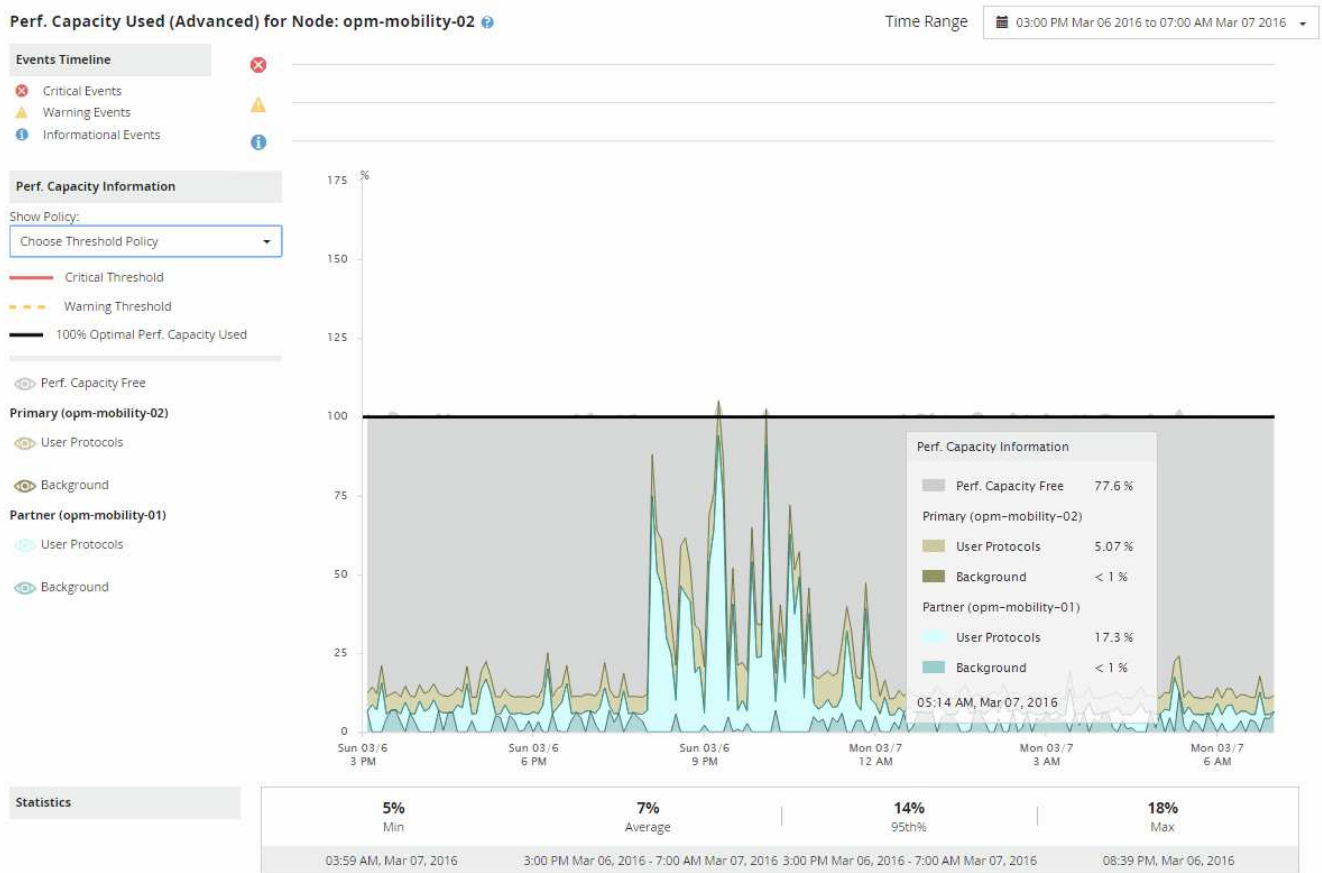 Perf. Capacity Used (Advanced) for Node: opm-mobility-02 ?
Time Range 03:00 PM Mar 06 2016 to 07:00 AM Mar 07 2016
Events Timeline
Critical Events
Warning Events
Informational Events
Perf. Capacity Information
Show Policy:
Choose Threshold Policy
Critical Threshold
Warning Threshold
100% Optimal Perf. Capacity Used
Perf. Capacity Free
Primary (opm-mobility-02)
User Protocols
Background
Partner (opm-mobility-01)
User Protocols
Background
175 %
150
125
100
75
50
25
0
Sun 03/6 Sun 03/6 Sun 03/6 Mon 03/7 Mon 03/7 Mon 03/7
3 PM 6 PM 9 PM 12 AM 3 AM 6 AM
Perf. Capacity Information
Perf. Capacity Free 77.6 %
Primary (opm-mobility-02)
User Protocols 5.07 %
Background < 1 %
Partner (opm-mobility-01)
User Protocols 17.3 %
Background < 1 %
05:14 AM, Mar 07, 2016
Statistics
5% 7% 14% 18%
Min Average 95th% Max
03:59 AM, Mar 07, 2016 3:00 PM Mar 06, 2016 - 7:00 AM Mar 07, 2016 3:00 PM Mar 06, 2016 - 7:00 AM Mar 07, 2016 08:39 PM, Mar 06, 2016